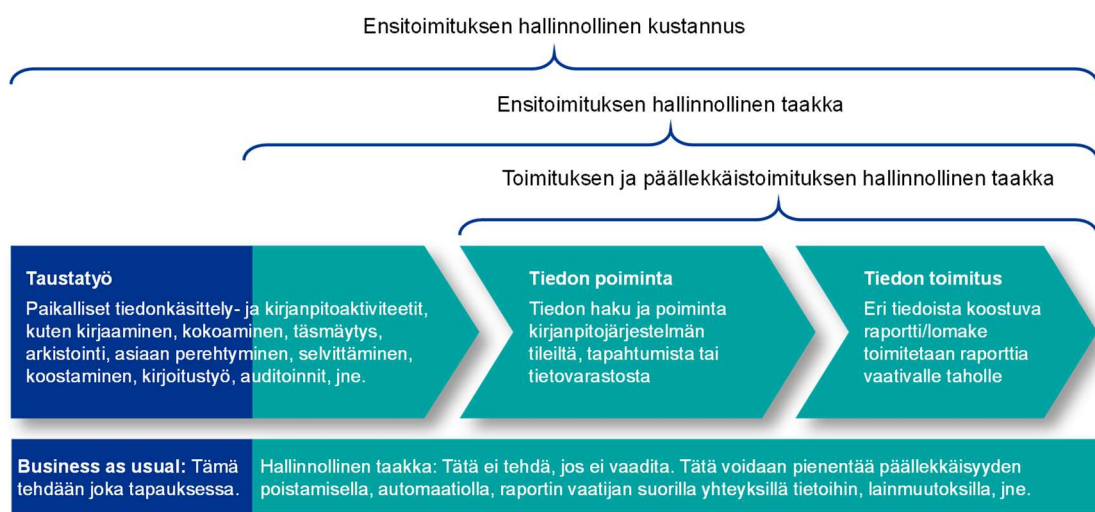 Ensitoimituksen hallinnollinen kustannus
Ensitoimituksen hallinnollinen taakka
Toimituksen ja päällekkäistoimituksen hallinnollinen taakka
Taustatyö
Paikalliset tiedonkäsittely- ja kirjanpitoaktiviteetit,
kuten kirjaaminen, kokoaminen, täsmäytys,
arkistointi, asiaan perehtyminen, selvittäminen,
koostaminen, kirjoitustyö, auditoinnit, jne.
Tiedon poiminta
Tiedon haku ja poiminta
kirjanpitojärjestelmän
tileiltä, tapahtumista tai
tietovarastosta
Tiedon toimitus
Eri tiedoista koostuva
raportti/lomake
toimitetaan raporttia
vaativalle taholle
Business as usual: Tämä
tehdään joka tapauksessa.
Hallinnollinen taakka: Tätä ei tehdä, jos ei vaadita. Tätä voidaan pienentää päällekkäisyyden
poistamisella, automaatiolla, raportin vaatijan suorilla yhteyksillä tietoihin, lainmuutoksilla, jne.